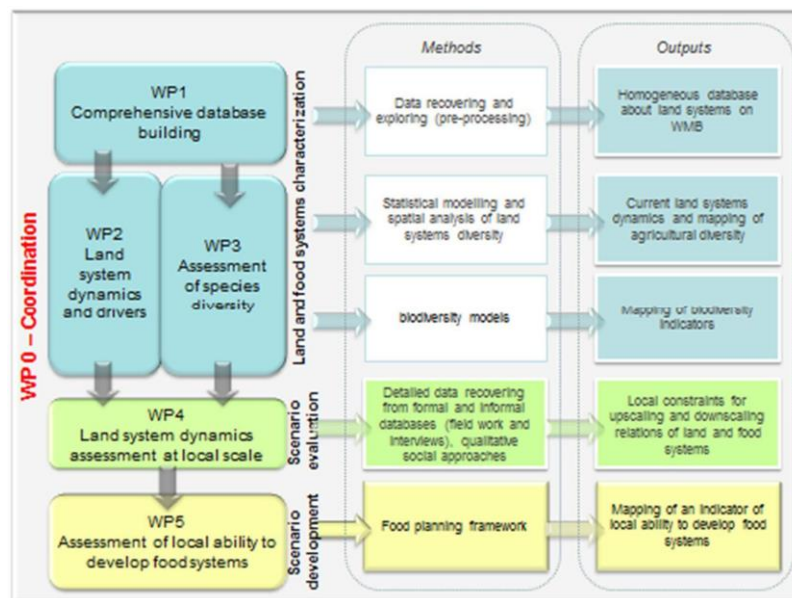 Methods
Outputs
WP1
Comprehensive database
building
Data recovering and
exploring (pre-processing)
Homogeneous database
about land systems on
WMB
WP2
Land
system
dynamics
and drivers
WP3
Assessment
of species
diversity
Land and food systems characterization
Statistical modelling and
spatial analysis of land
systems diversity
Current land systems
dynamics and mapping of
agricultural diversity
biodiversity models
Mapping of biodiversity
indicators
WP 0 – Coordination
WP4
Land system dynamics
assessment at local scale
Scenario
evaluation
Detailed data recovering
from formal and informal
databases (field work and
interviews), qualitative
social approaches
Local constraints for
upscaling and downscaling
relations of land and food
systems
WP5
Assessment of local ability to
develop food systems
Scenario
development
Food planning framework
Mapping of an indicator of
local ability to develop food
systems